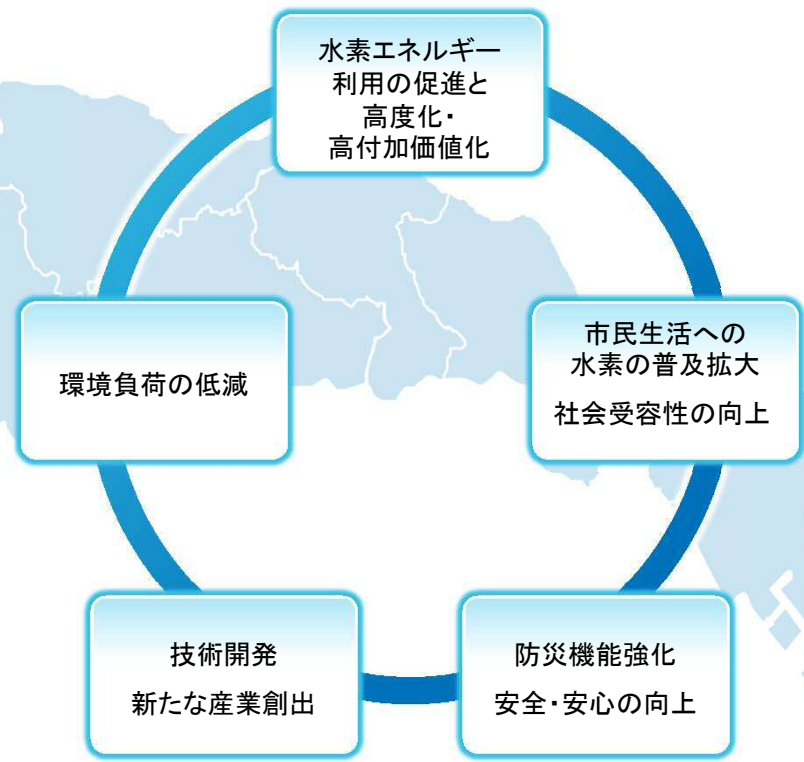 水素エネルギー
利用の促進と
高度化・
高付加価値化
市民生活への
水素の普及拡大
社会受容性の向上
防災機能強化
安全・安心の向上
技術開発
新たな産業創出
環境負荷の低減